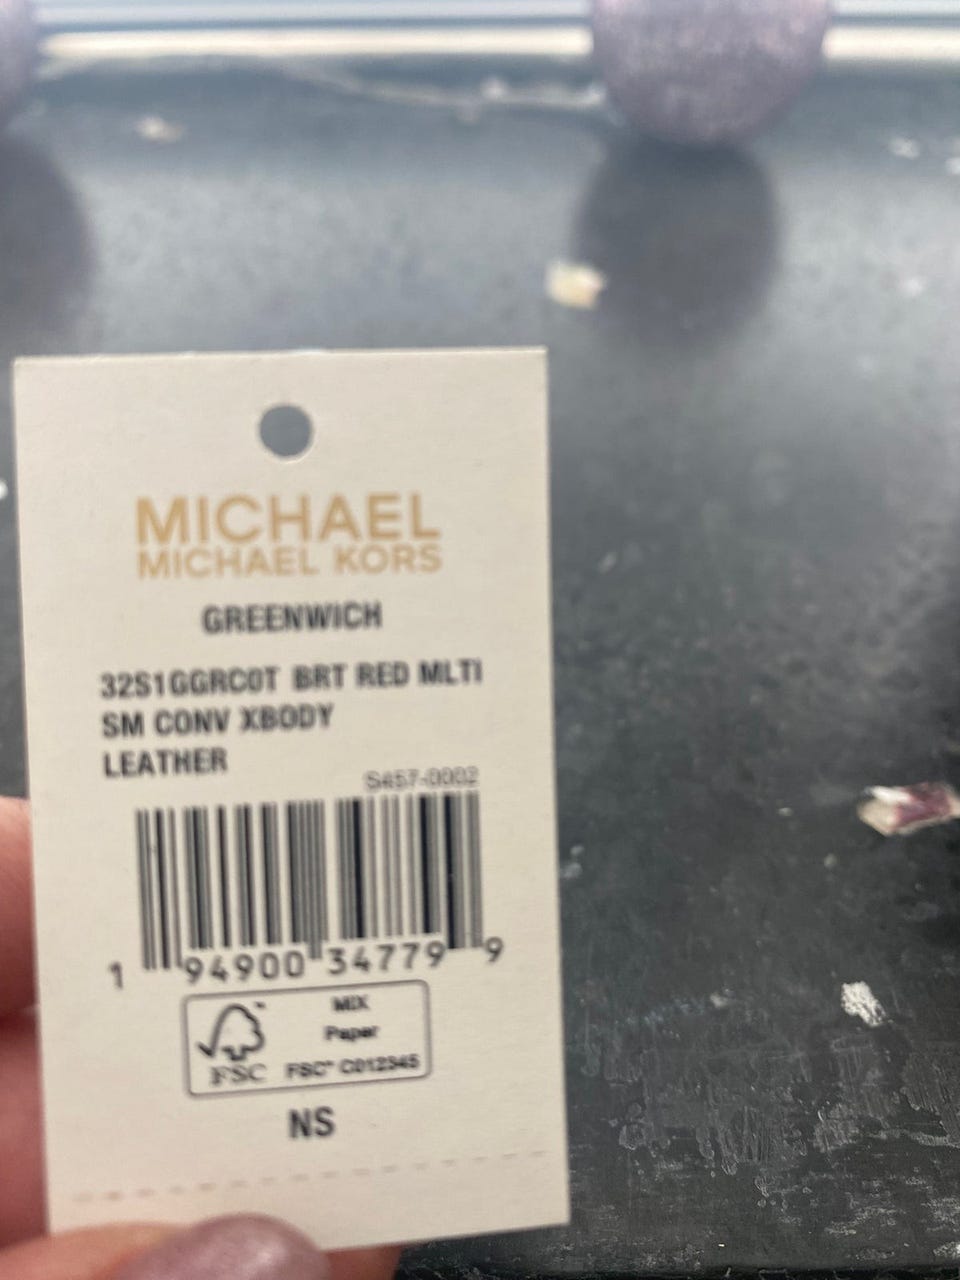 MICHAEL
MICHAEL KORS
GREENWICH
32S1GGRC0T BRT RED MLTI
SM CONV XBODY
LEATHER
S457-0002
1 94900 34779 9
MIX
Paper
FSC FSC™ C012345
NS